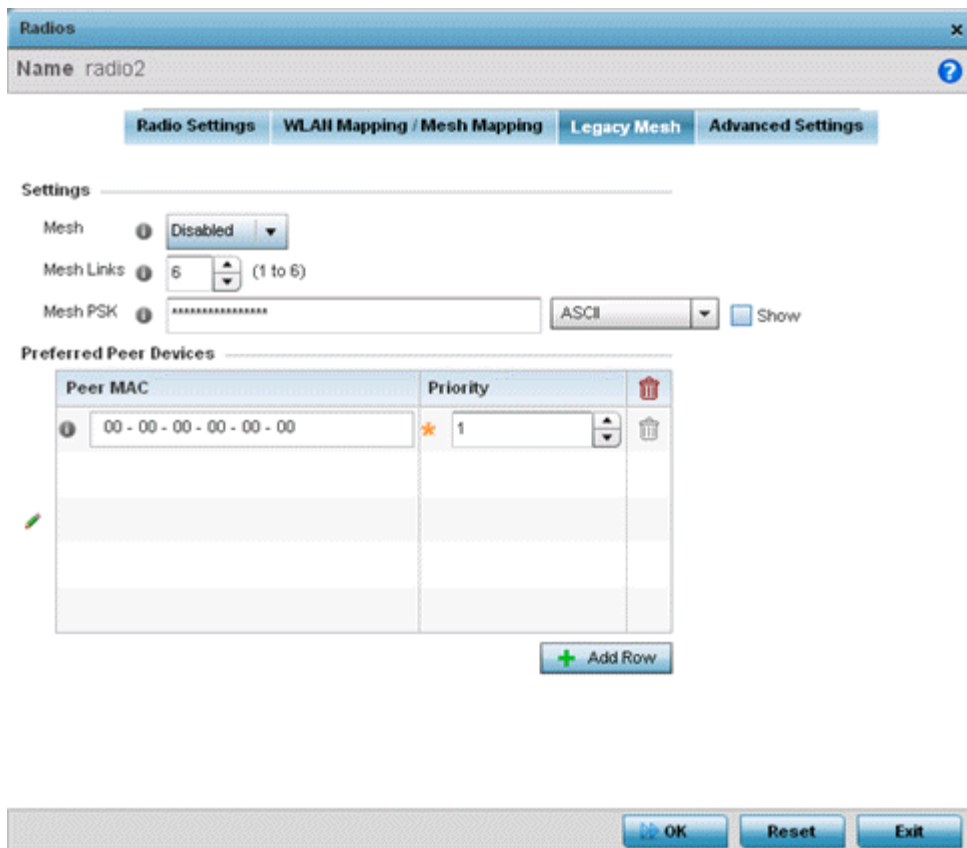 Radios
Name radio2
Radio Settings WLAN Mapping / Mesh Mapping Legacy Mesh Advanced Settings
Settings
Mesh Disabled
Mesh Links 6 (1 to 6)
Mesh PSK **************** ASCII Show
Preferred Peer Devices
Peer MAC Priority
00 - 00 - 00 - 00 - 00 - 00 * 1
Add Row
OK Reset Exit